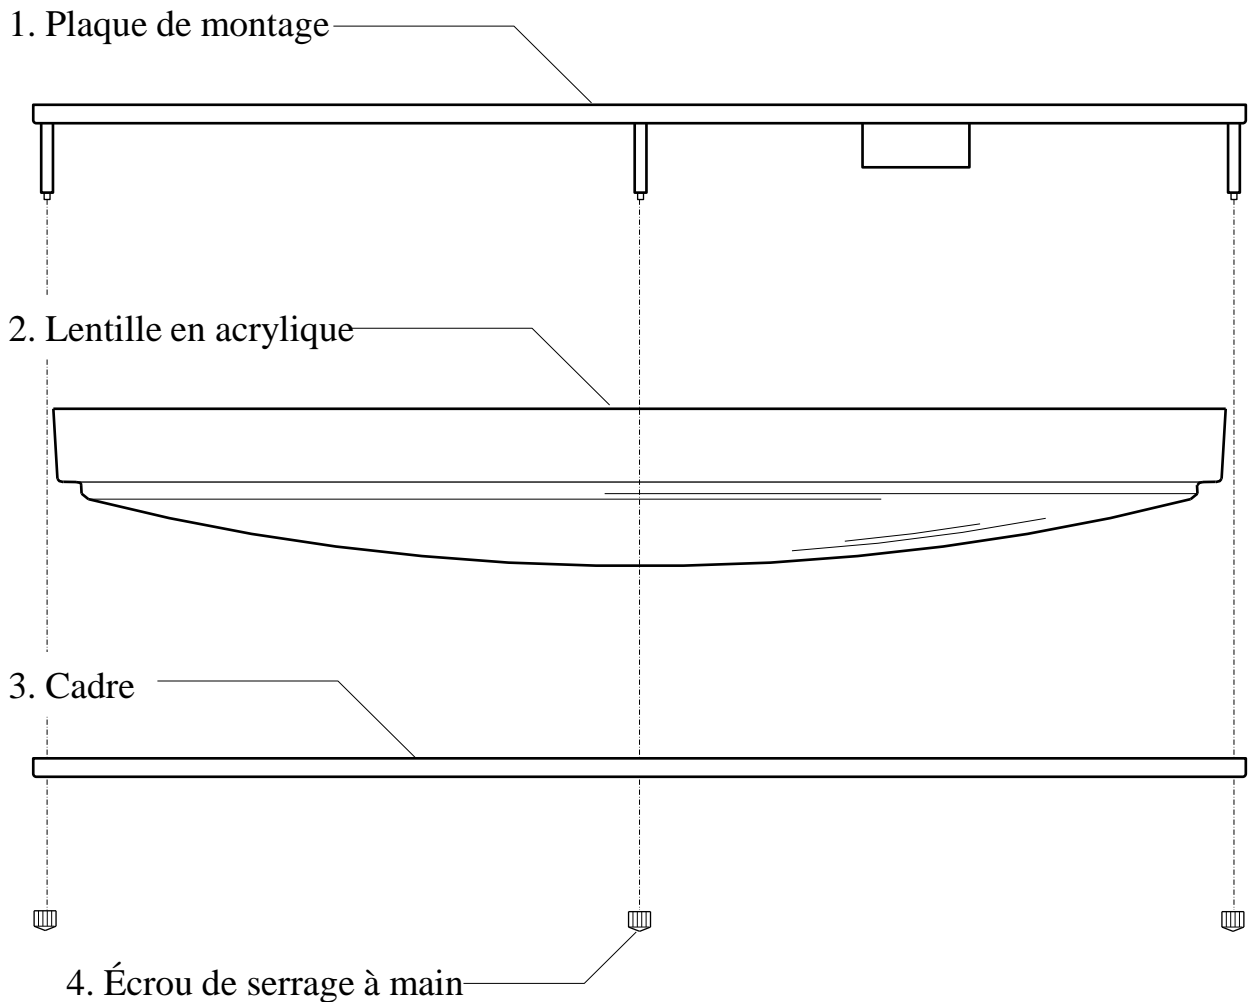 1. Plaque de montage
2. Lentille en acrylique
3. Cadre
4. Écrou de serrage à main